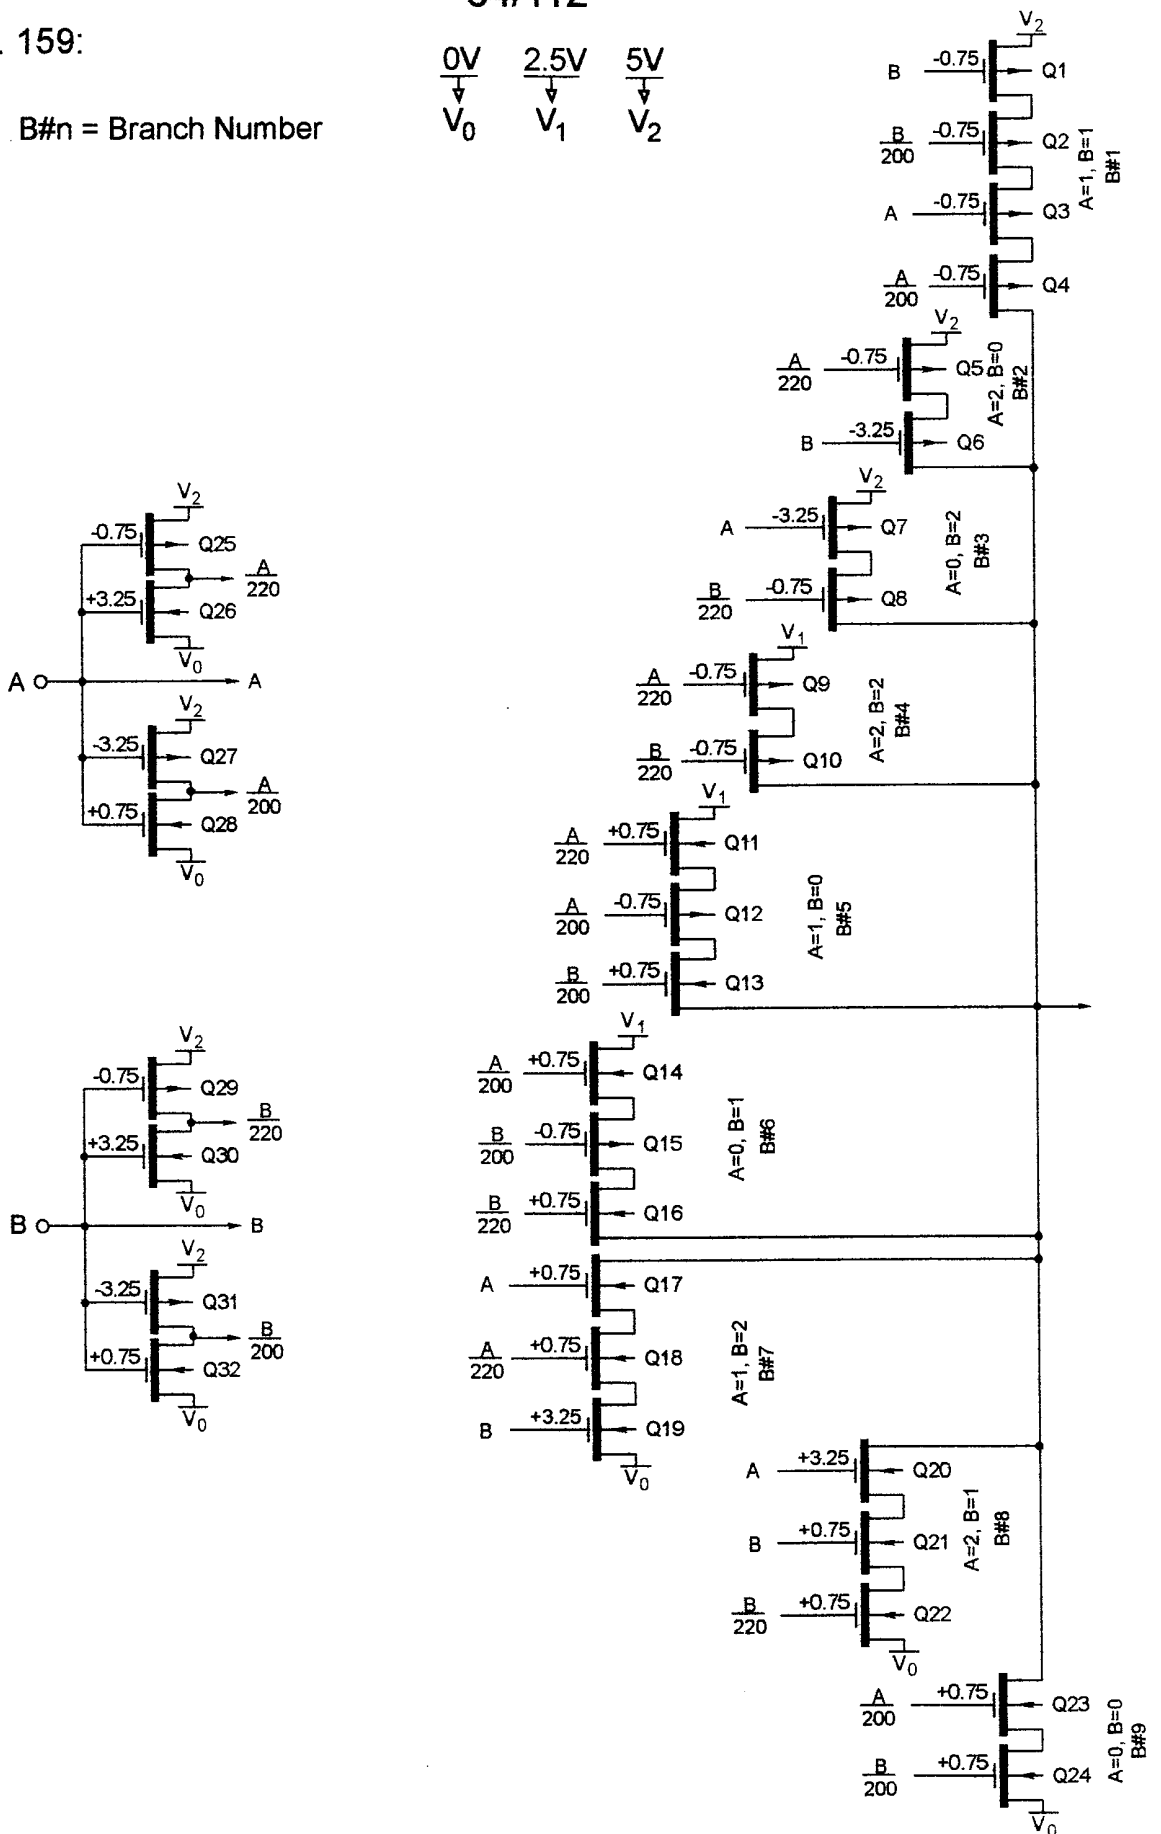 . 159:
0V 2.5V 5V
V0 V1 V2
B#n = Branch Number
V2
B -0.75 Q1
B/200 -0.75 Q2
A -0.75 Q3
A/200 -0.75 Q4
A=1, B=1
B#1
V2
A/220 -0.75 Q5
B -3.25 Q6
A=2, B=0
B#2
V2
A -3.25 Q7
B/220 -0.75 Q8
A=0, B=2
B#3
V1
A/220 -0.75 Q9
B/220 -0.75 Q10
A=2, B=2
B#4
V1
A/220 +0.75 Q11
A/200 -0.75 Q12
B/200 +0.75 Q13
A=1, B=0
B#5
V1
A/200 +0.75 Q14
B/200 -0.75 Q15
B/220 +0.75 Q16
A=0, B=1
B#6
A +0.75 Q17
A/220 +0.75 Q18
B +3.25 Q19
V0
A=1, B=2
B#7
A +3.25 Q20
B +0.75 Q21
B/220 +0.75 Q22
V0
A=2, B=1
B#8
A/200 +0.75 Q23
B/200 +0.75 Q24
V0
A=0, B=0
B#9
V2
-0.75 Q25
A/220
+3.25 Q26
V0
A A
V2
-3.25 Q27
A/200
+0.75 Q28
V0
V2
-0.75 Q29
B/220
+3.25 Q30
V0
B B
V2
-3.25 Q31
B/200
+0.75 Q32
V0